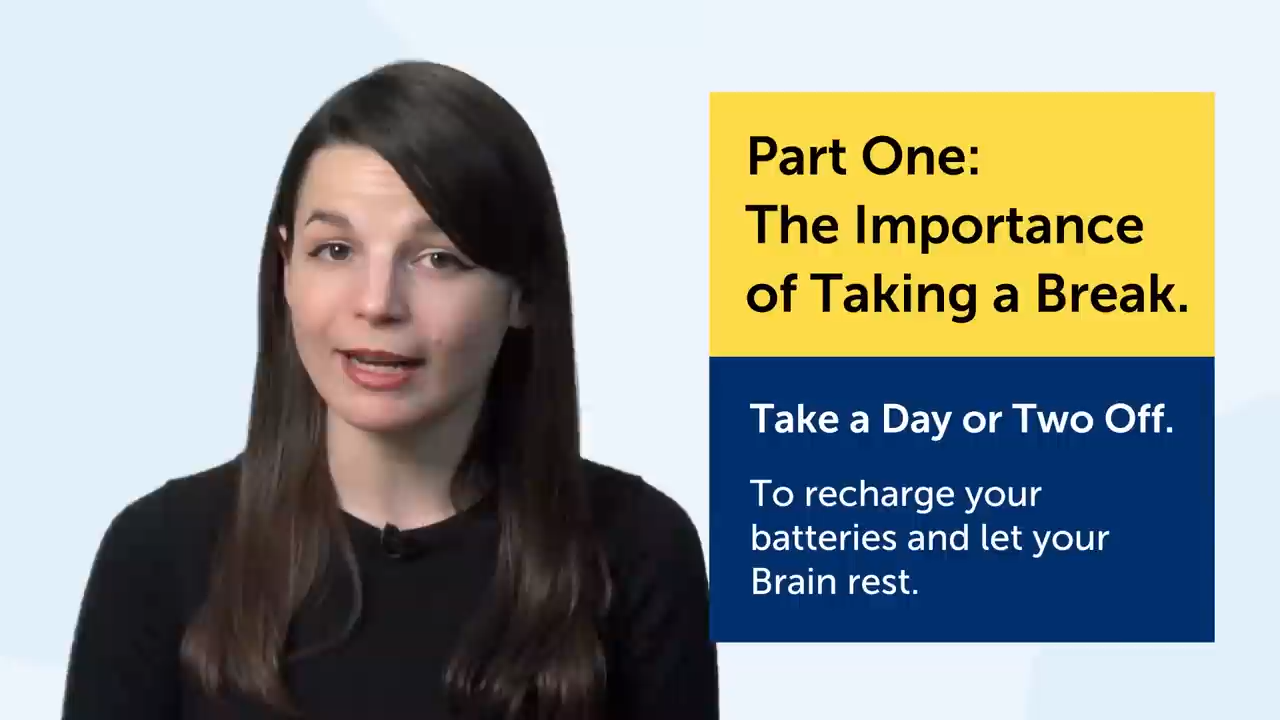 Part One:
The Importance
of Taking a Break.
Take a Day or Two Off.
To recharge your
batteries and let your
Brain rest.